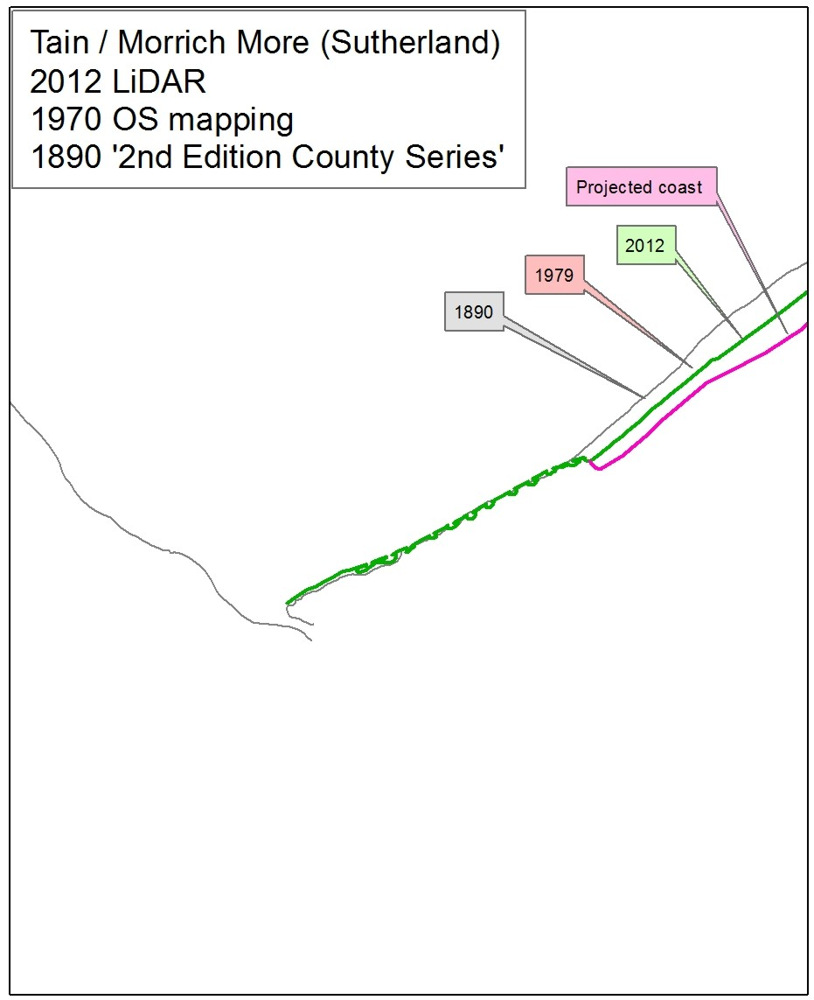 Tain / Morrich More (Sutherland)
2012 LiDAR
1970 OS mapping
1890 '2nd Edition County Series'
Projected coast
2012
1979
1890